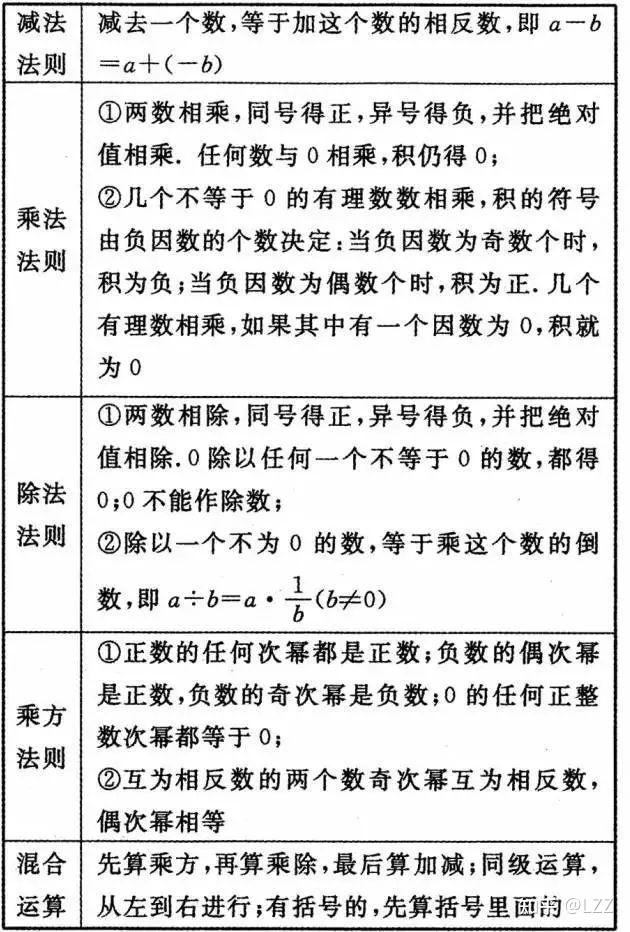 减法
法则
减去一个数,等于加这个数的相反数,即 a-b
=a+(-b)
乘法
法则
①两数相乘,同号得正,异号得负,并把绝对
值相乘. 任何数与0相乘,积仍得0;
②几个不等于0的有理数数相乘,积的符号
由负因数的个数决定:当负因数为奇数个时,
积为负;当负因数为偶数个时,积为正. 几个
有理数相乘,如果其中有一个因数为0,积就
为0
除法
法则
①两数相除,同号得正,异号得负,并把绝对
值相除.0除以任何一个不等于0的数,都得
0;0不能作除数;
②除以一个不为0的数,等于乘这个数的倒
数,即 a÷b=a·1/b(b≠0)
乘方
法则
①正数的任何次幂都是正数;负数的偶次幂
是正数,负数的奇次幂是负数;0的任何正整
数次幂都等于0;
②互为相反数的两个数奇次幂互为相反数,
偶次幂相等
混合
运算
先算乘方,再算乘除,最后算加减;同级运算,
从左到右进行;有括号的,先算括号里面的
知乎 @LZZ